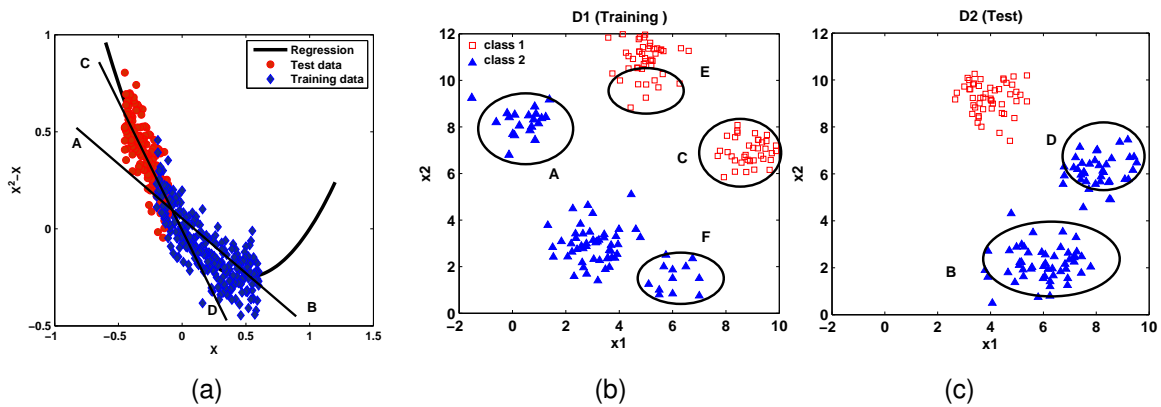 D1 (Training )
D2 (Test)
1
0.5
0
−0.5
−1
−0.5
0
0.5
1
1.5
x
x²−x
C
A
D
B
Regression
Test data
Training data
12
10
8
6
4
2
0
−2
0
2
4
6
8
10
x1
x2
class 1
class 2
E
A
C
F
12
10
8
6
4
2
0
−2
0
2
4
6
8
10
x1
x2
D
B
(a)
(b)
(c)